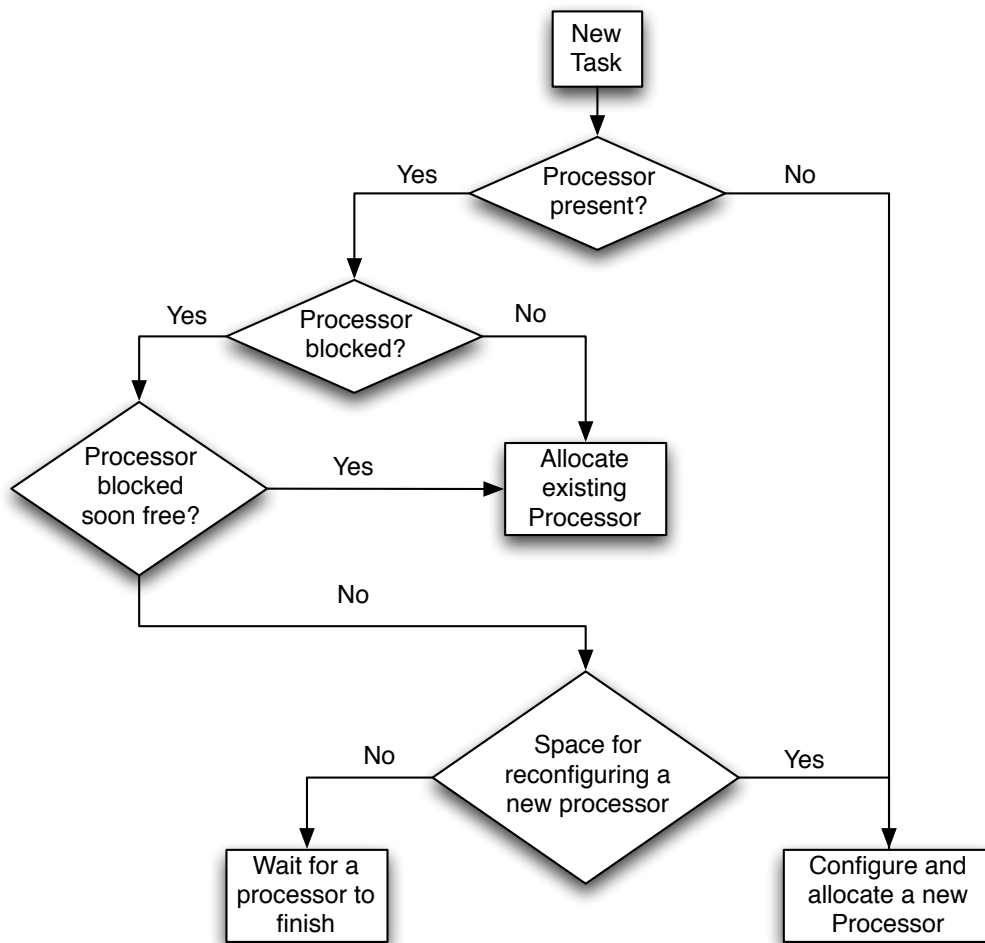 New
Task
Yes
Processor
present?
No
Yes
Processor
blocked?
No
Processor
blocked
soon free?
Yes
Allocate
existing
Processor
No
No
Space for
reconfiguring a
new processor
Yes
Wait for a
processor to
finish
Configure and
allocate a new
Processor